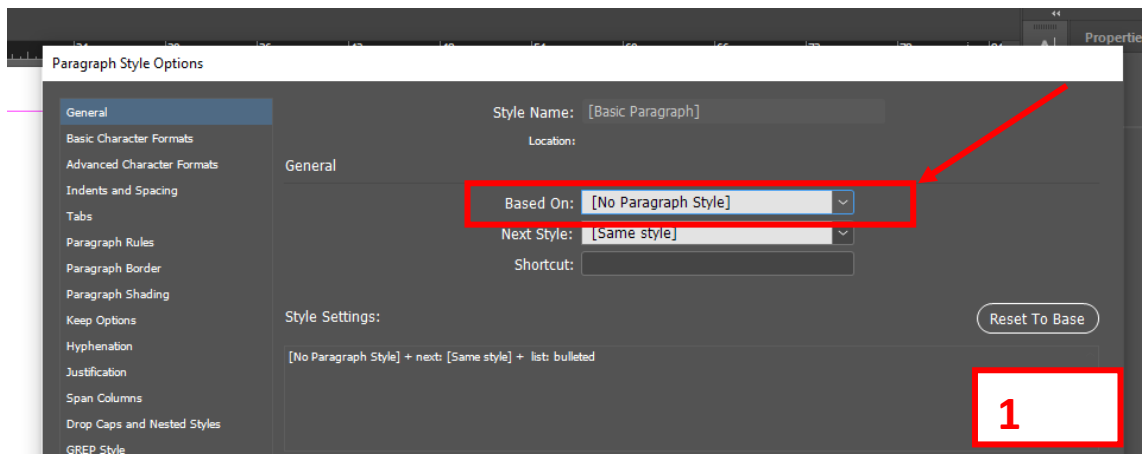 Properties
Paragraph Style Options
General
Basic Character Formats
Advanced Character Formats
Indents and Spacing
Tabs
Paragraph Rules
Paragraph Border
Paragraph Shading
Keep Options
Hyphenation
Justification
Span Columns
Drop Caps and Nested Styles
GREP Style
Style Name: [Basic Paragraph]
Location:
General
Based On: [No Paragraph Style]
Next Style: [Same style]
Shortcut:
Style Settings:
Reset To Base
[No Paragraph Style] + next: [Same style] + list: bulleted
1